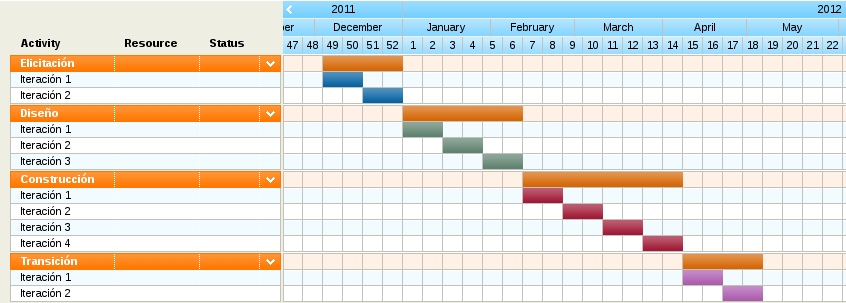 2011 2012
ber December January February March April May
Activity Resource Status 47 48 49 50 51 52 1 2 3 4 5 6 7 8 9 10 11 12 13 14 15 16 17 18 19 20 21 22
Elicitación
Iteración 1
Iteración 2
Diseño
Iteración 1
Iteración 2
Iteración 3
Construcción
Iteración 1
Iteración 2
Iteración 3
Iteración 4
Transición
Iteración 1
Iteración 2